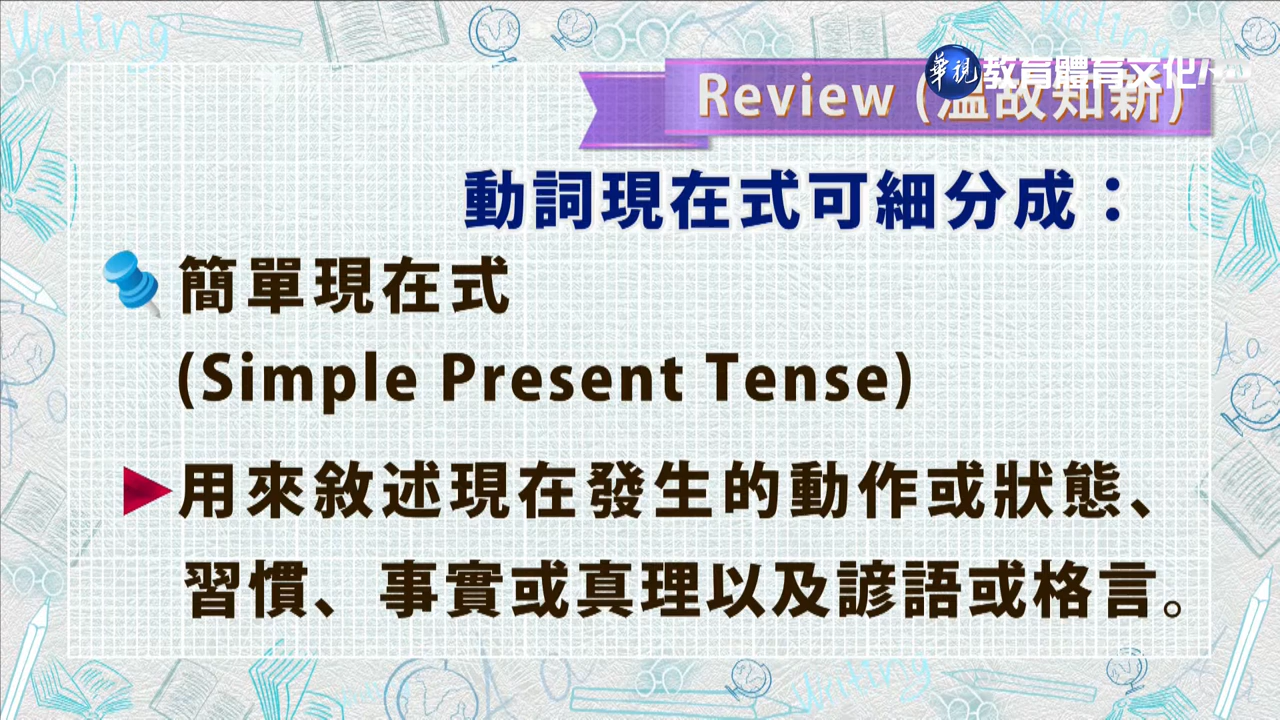 華視 教育體育文化
Review (溫故知新)
動詞現在式可細分成：
簡單現在式
(Simple Present Tense)
用來敘述現在發生的動作或狀態、
習慣、事實或真理以及諺語或格言。
Writing
Writing